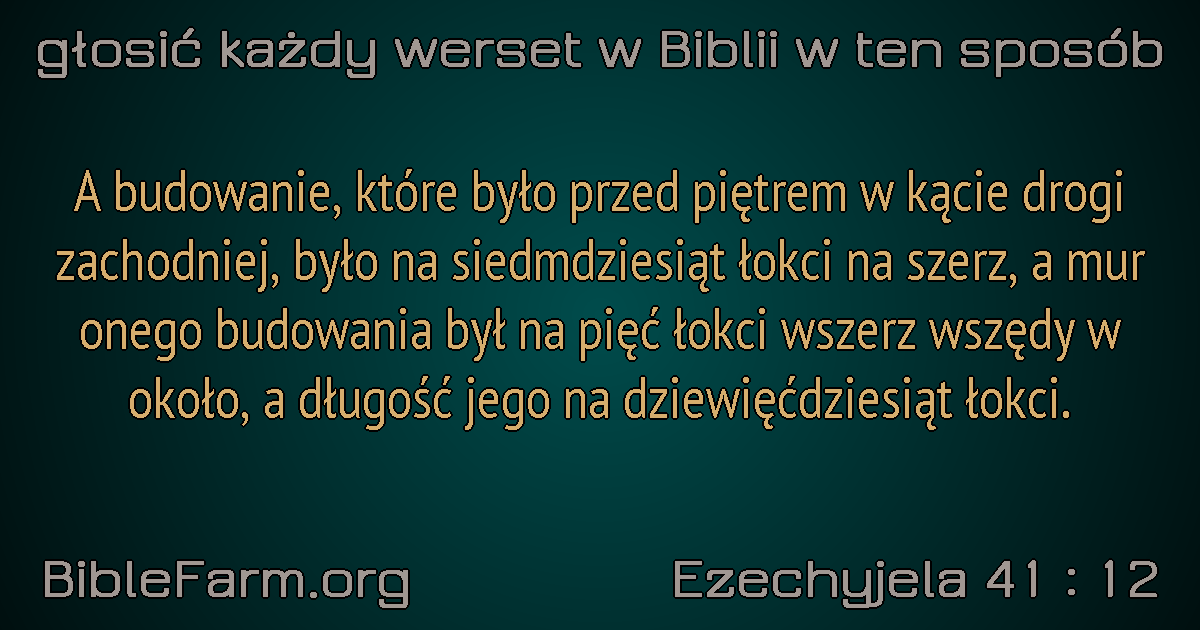 głosić każdy werset w Biblii w ten sposób
A budowanie, które było przed piętrem w kącie drogi
zachodniej, było na siedmdziesiąt łokci na szerz, a mur
onego budowania był na pięć łokci wszerz wszędy w
około, a długość jego na dziewięćdziesiąt łokci.
BibleFarm.org
Ezechyjela 41 : 12